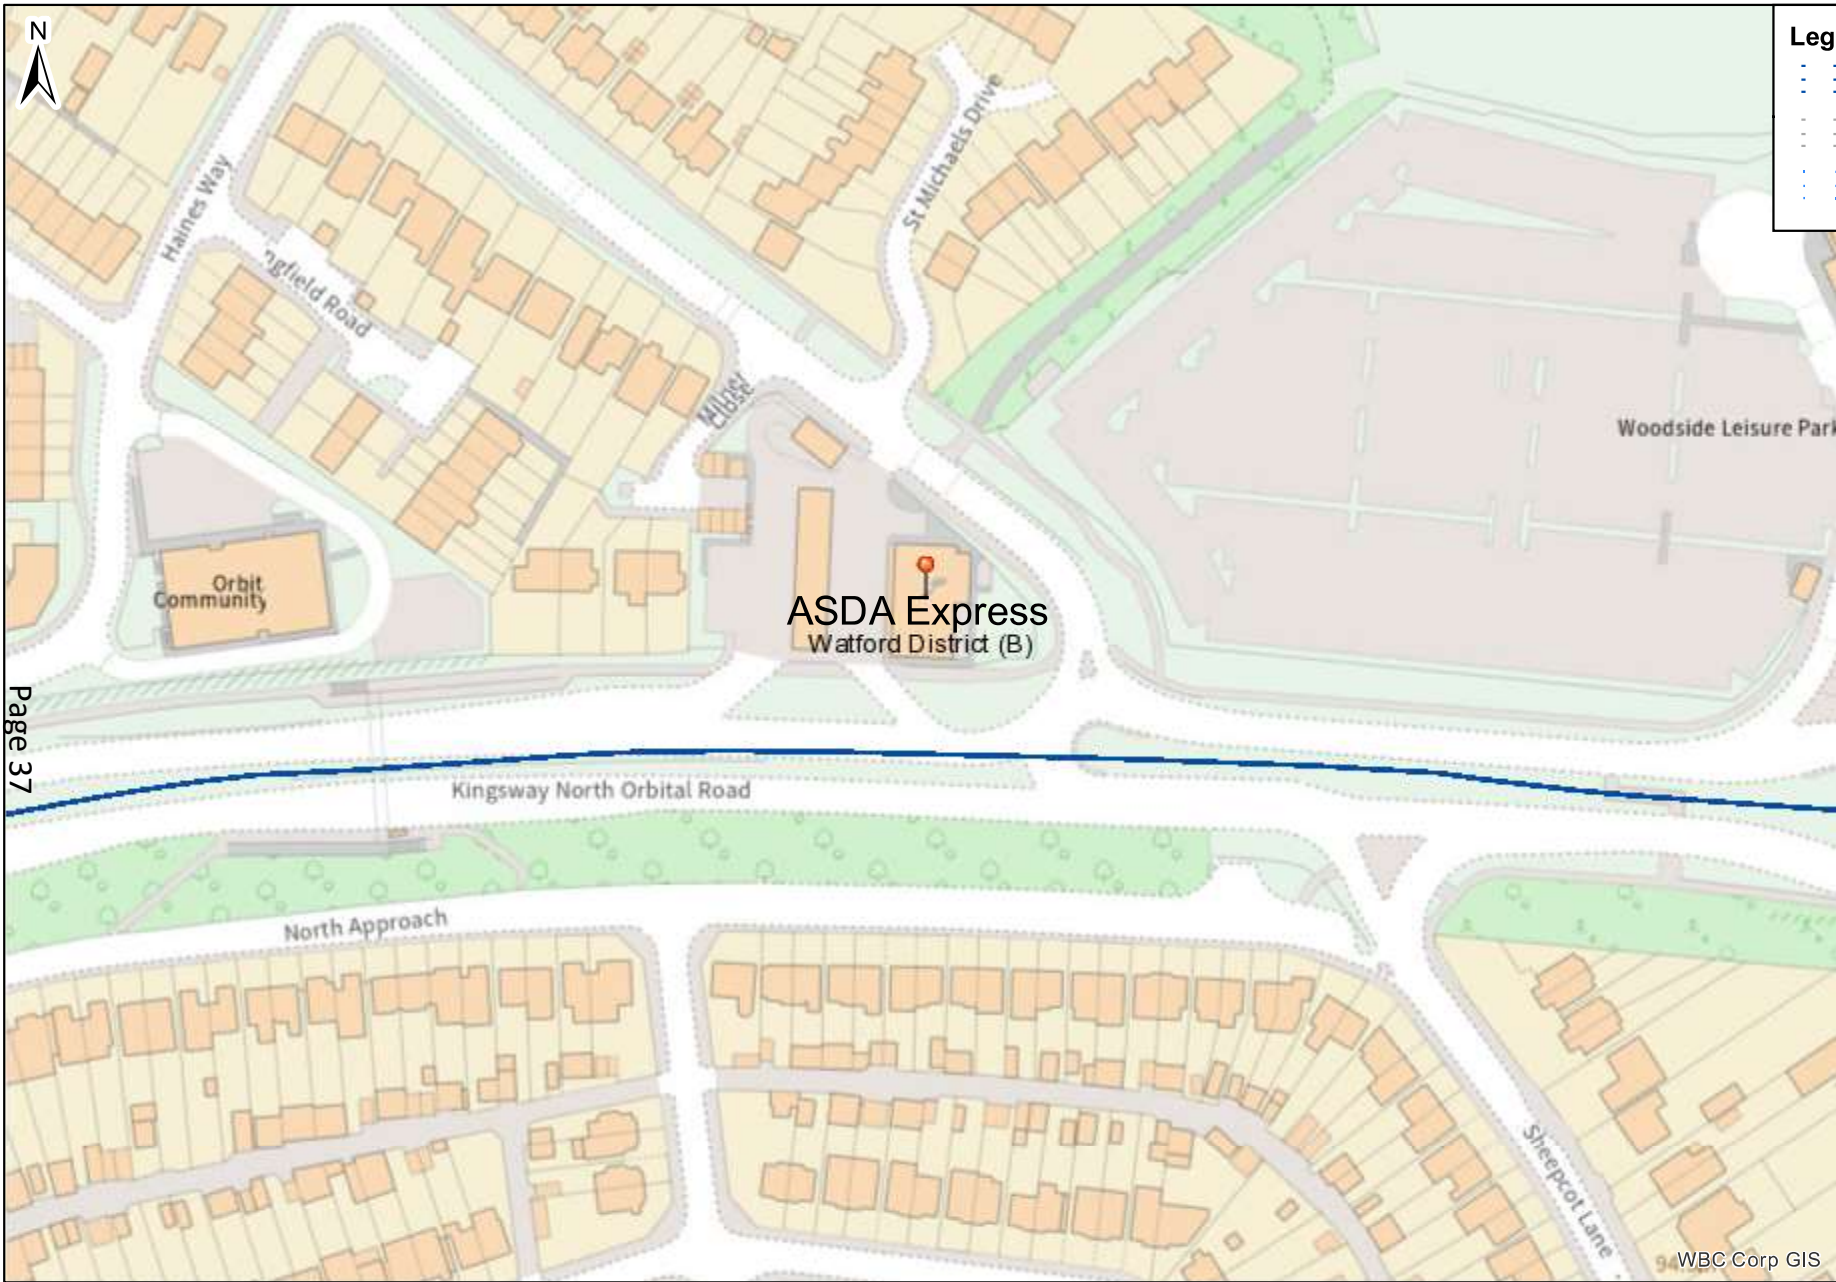 N
Leg
St Michaels Drive
Haines Way
ngfield Road
Milner
Close
Woodside Leisure Park
Orbit
Community
ASDA Express
Watford District (B)
Page 37
Kingsway North Orbital Road
North Approach
Sheepcot Lane
WBC Corp GIS